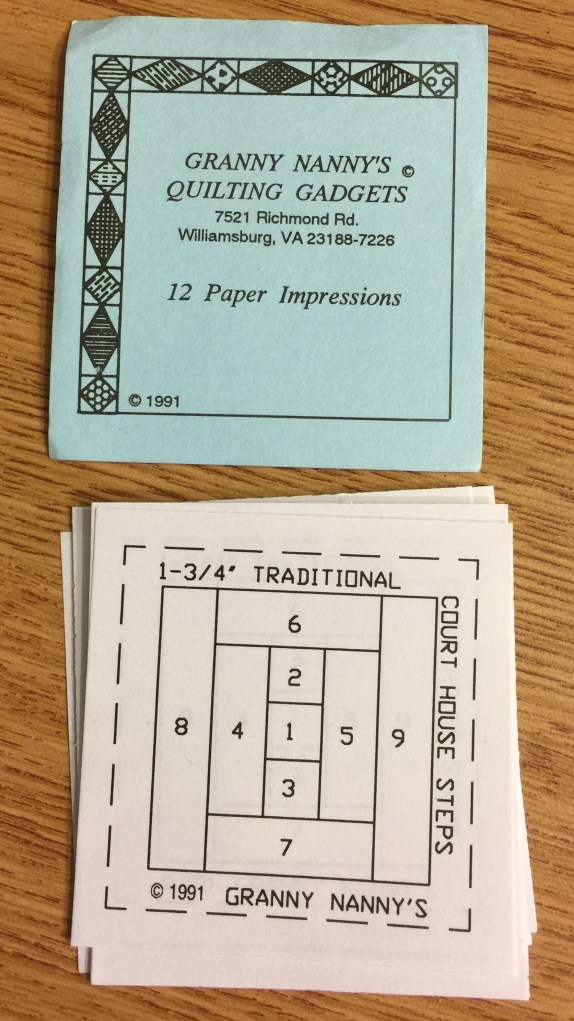 GRANNY NANNY'S ©
QUILTING GADGETS
7521 Richmond Rd.
Williamsburg, VA 23188-7226
12 Paper Impressions
© 1991
1-3/4" TRADITIONAL
COURT HOUSE STEPS
6
2
8 4 1 5 9
3
7
© 1991 GRANNY NANNY'S